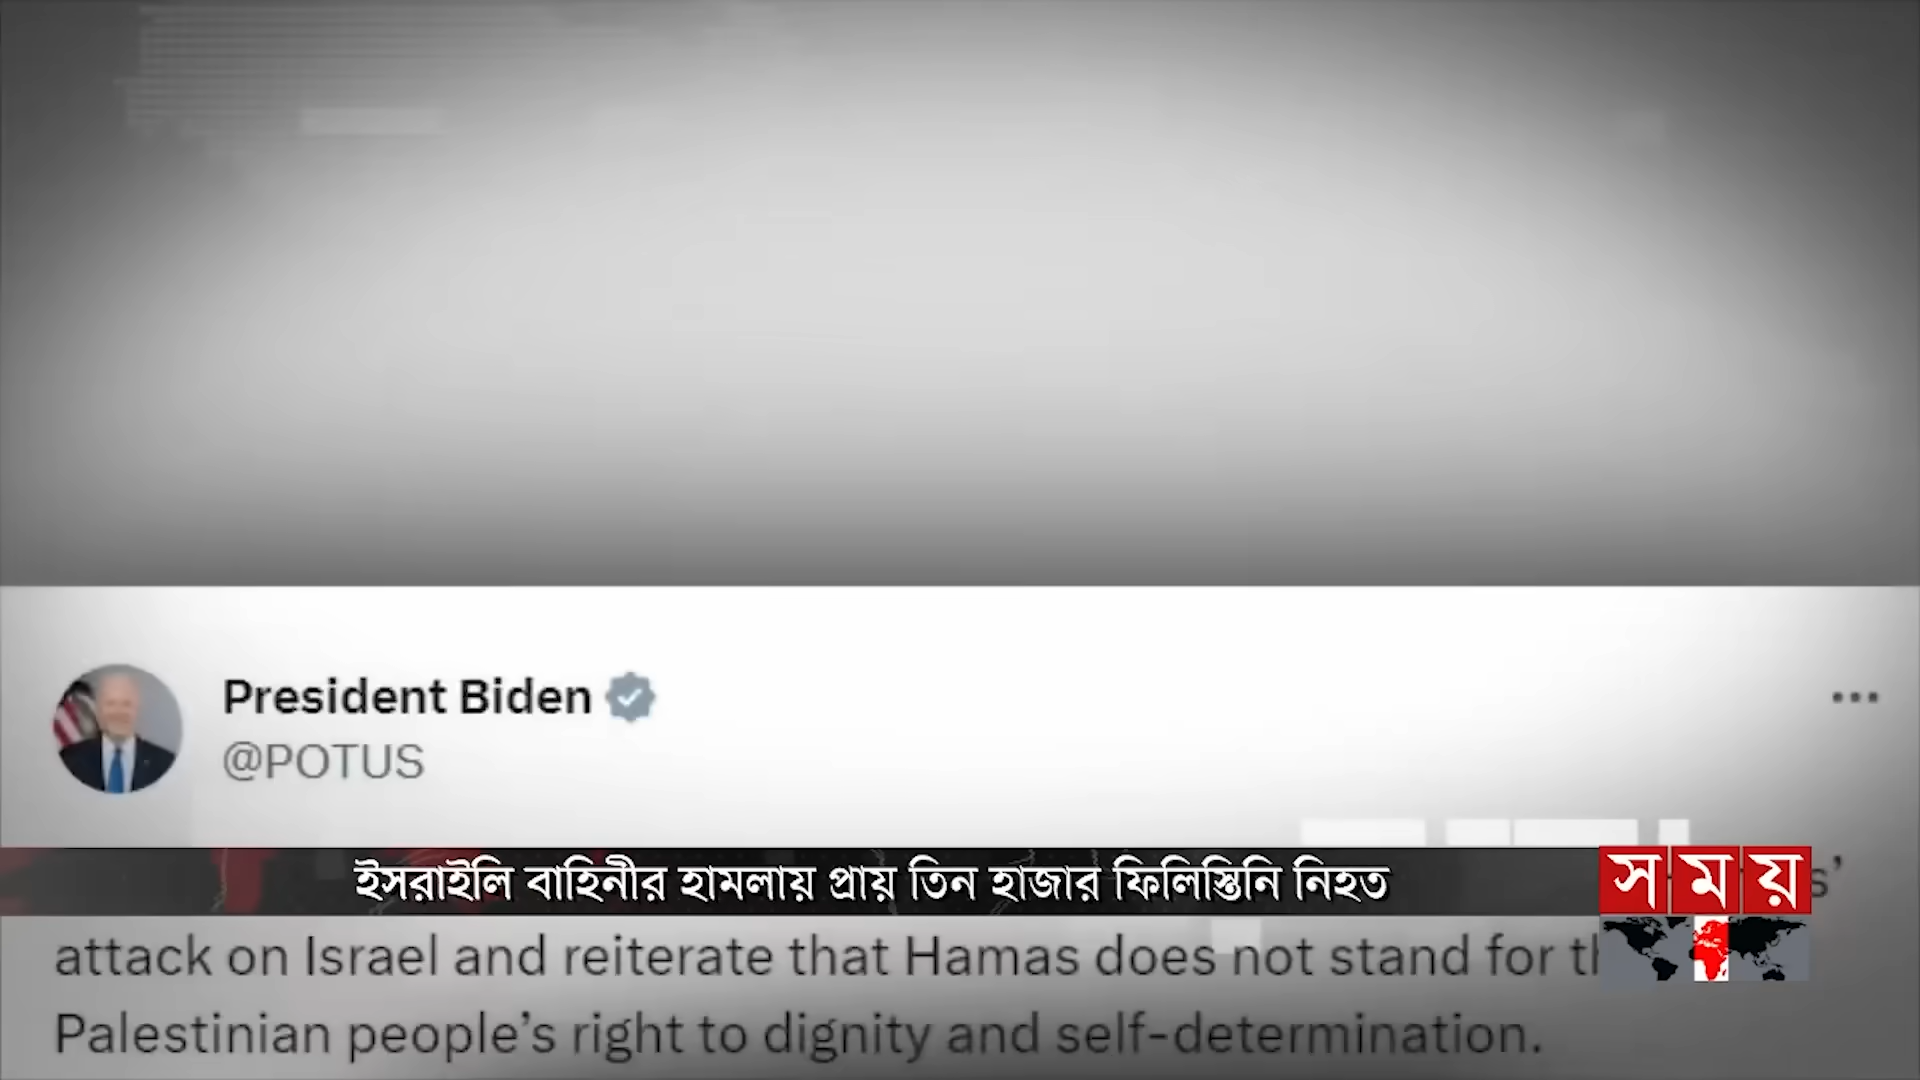 President Biden
@POTUS
ইসরাইলি বাহিনীর হামলায় প্রায় তিন হাজার ফিলিস্তিনি নিহত
সময়
attack on Israel and reiterate that Hamas does not stand for
Palestinian people’s right to dignity and self-determination.